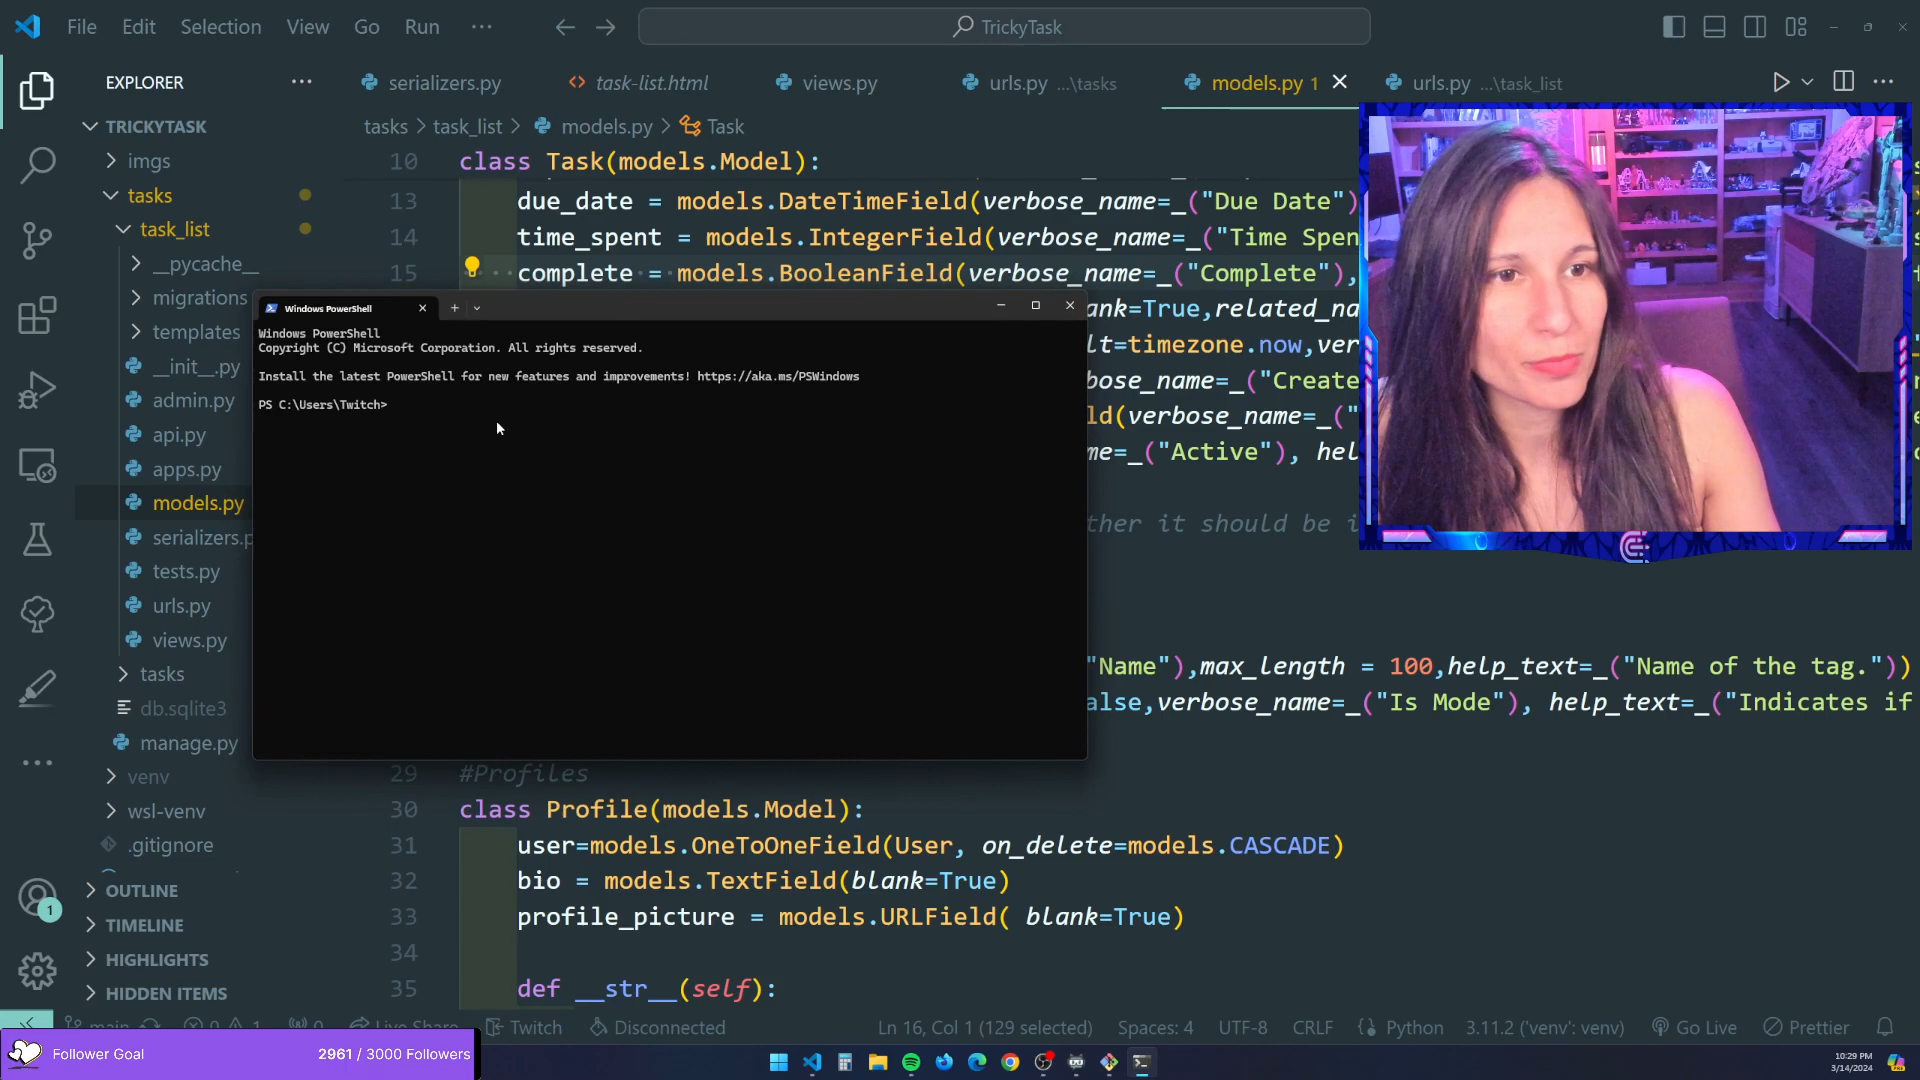 File Edit Selection View Go Run ···
TrickyTask
EXPLORER
serializers.py
task-list.html
views.py
urls.py ...\tasks
models.py 1
urls.py ...\task_list
TRICKYTASK
imgs
tasks
task_list
__pycache__
migrations
templates
__init__.py
admin.py
api.py
apps.py
models.py
serializers.p
tests.py
urls.py
views.py
tasks
db.sqlite3
manage.py
venv
wsl-venv
.gitignore
OUTLINE
TIMELINE
HIGHLIGHTS
HIDDEN ITEMS
tasks > task_list > models.py > Task
10 class Task(models.Model):
13 due_date = models.DateTimeField(verbose_name=_("Due Date")
14 time_spent = models.IntegerField(verbose_name=_("Time Spen
15 complete = models.BooleanField(verbose_name=_("Complete"),
ank=True,related_na
lt=timezone.now,ver
bose_name=_("Create
ld(verbose_name=_("
me=_("Active"), hel
ther it should be i
"Name"),max_length = 100,help_text=_("Name of the tag."))
alse,verbose_name=_("Is Mode"), help_text=_("Indicates if
29 #Profiles
30 class Profile(models.Model):
31 user=models.OneToOneField(User, on_delete=models.CASCADE)
32 bio = models.TextField(blank=True)
33 profile_picture = models.URLField( blank=True)
34
35 def __str__(self):
Windows PowerShell
Windows PowerShell
Copyright (C) Microsoft Corporation. All rights reserved.
Install the latest PowerShell for new features and improvements! https://aka.ms/PSWindows
PS C:\Users\Twitch>
1
main
Live Share
Twitch
Disconnected
Ln 16, Col 1 (129 selected)
Spaces: 4
UTF-8
CRLF
Python
3.11.2 ('venv': venv)
Go Live
Prettier
Follower Goal
2961 / 3000 Followers
10:29 PM
3/14/2024